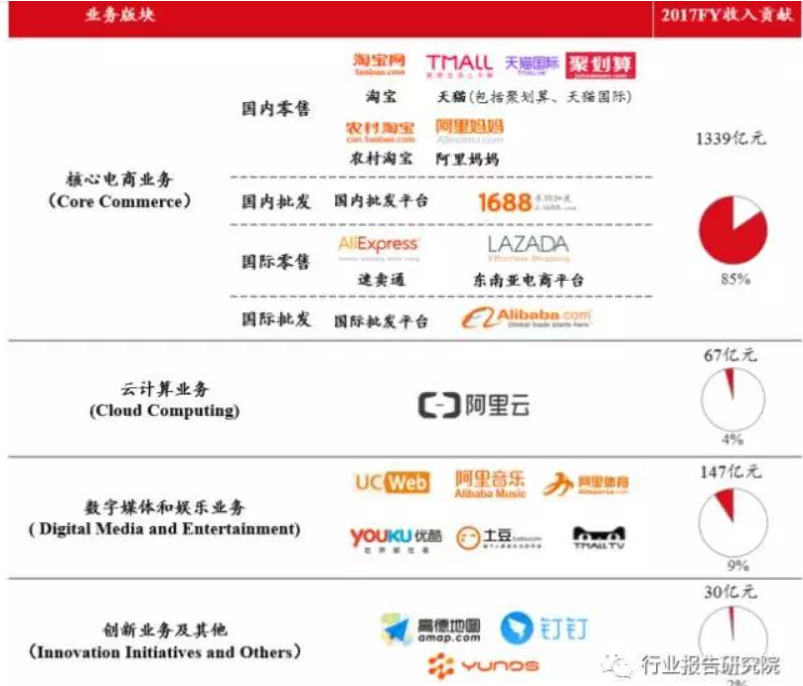 业务版块 2017FY收入贡献
淘宝网 TMALL 天猫国际 聚划算
taobao.com
淘宝 天猫(包括聚划算、天猫国际)
国内零售
农村淘宝 阿里妈妈
cun.taobao.com Alimama.com
农村淘宝 阿里妈妈
1339亿元
核心电商业务
(Core Commerce)
国内批发 国内批发平台 1688
85%
AliExpress LAZADA
Effortless Shopping
国际零售
速卖通 东南亚电商平台
国际批发 国际批发平台 Alibaba.com
Global trade starts here
67亿元
云计算业务
(Cloud Computing)
阿里云
4%
147亿元
UC Web 阿里音乐 阿里体育
Alibaba Music
数字媒体和娱乐业务
( Digital Media and Entertainment)
YOUKU 优酷 土豆 TMALL TV
世界都在看
9%
30亿元
创新业务及其他
(Innovation Initiatives and Others)
高德地图 钉钉
amap.com
YUNOS
行业报告研究院
2%